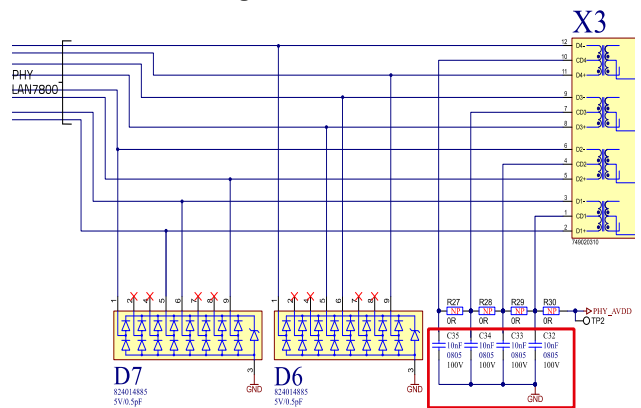 X3
12 D4-
10 CD4
11 D4+
9 D3-
7 CD3
8 D3+
6 D2-
4 CD2
5 D2+
3 D1-
1 CD1
2 D1+
749020310
PHY
LAN7800
1 2 4 5 6 7 8 9
1 2 4 5 6 7 8 9
R27 R28 R29 R30
NP NP NP NP
0R 0R 0R 0R
PHY_AVDD
TP2
C35 C34 C33 C32
10nF 10nF 10nF 10nF
0805 0805 0805 0805
100V 100V 100V 100V
3
3
GND
GND
GND
D7
824014885
5V/0.5pF
D6
824014885
5V/0.5pF